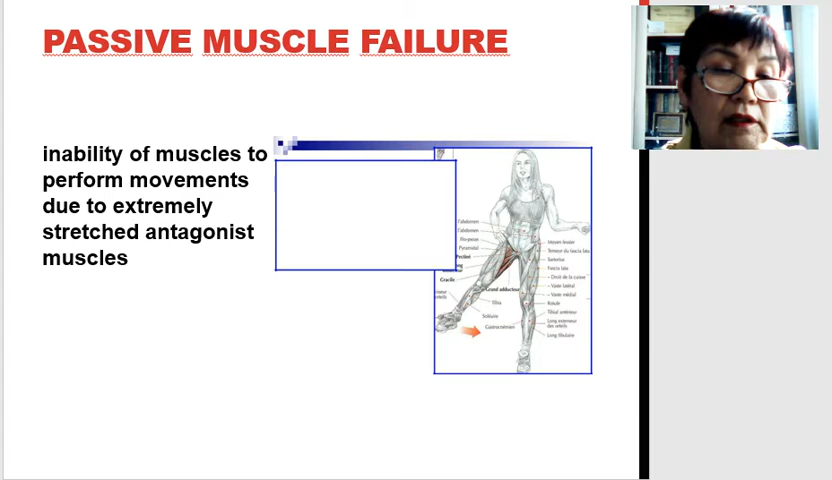 PASSIVE MUSCLE FAILURE
inability of muscles to
perform movements
due to extremely
stretched antagonist
muscles
Pyramidal
Gracile
Grand adducteur
Tibia
Soléaire
Gastrocnémien
Moyen fessier
Tenseur du fascia lata
Sartorius
Fascia lata
Droit de la cuisse
Vaste latéral
Vaste médial
Rotule
Tibial antérieur
Long extenseur
des orteils
Long fibulaire